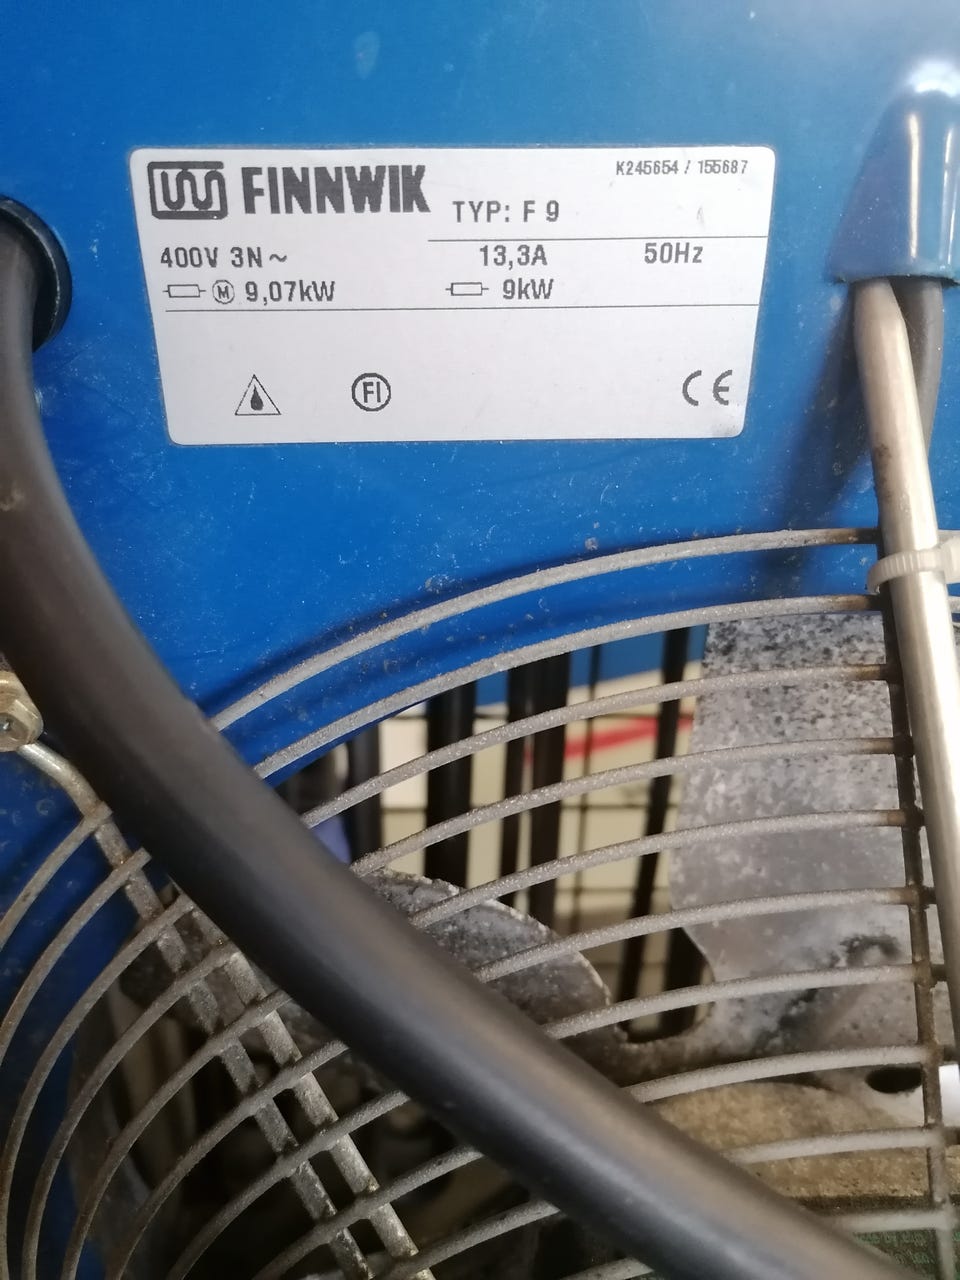 FINNWIK
K245654 / 155687
TYP: F 9
400V 3N~ 13,3A 50Hz
M 9,07kW 9kW
FI CE